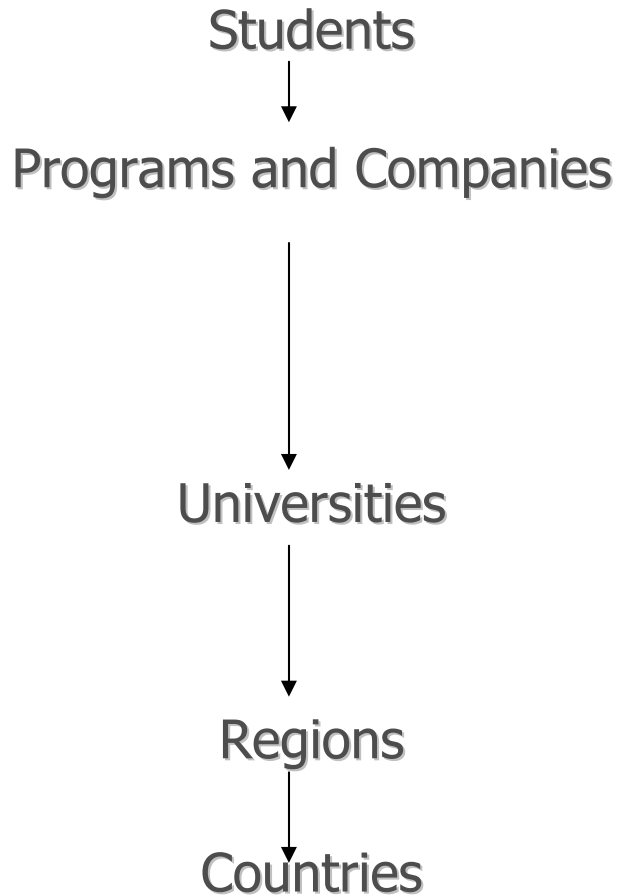 Students
Programs and Companies
Universities
Regions
Countries